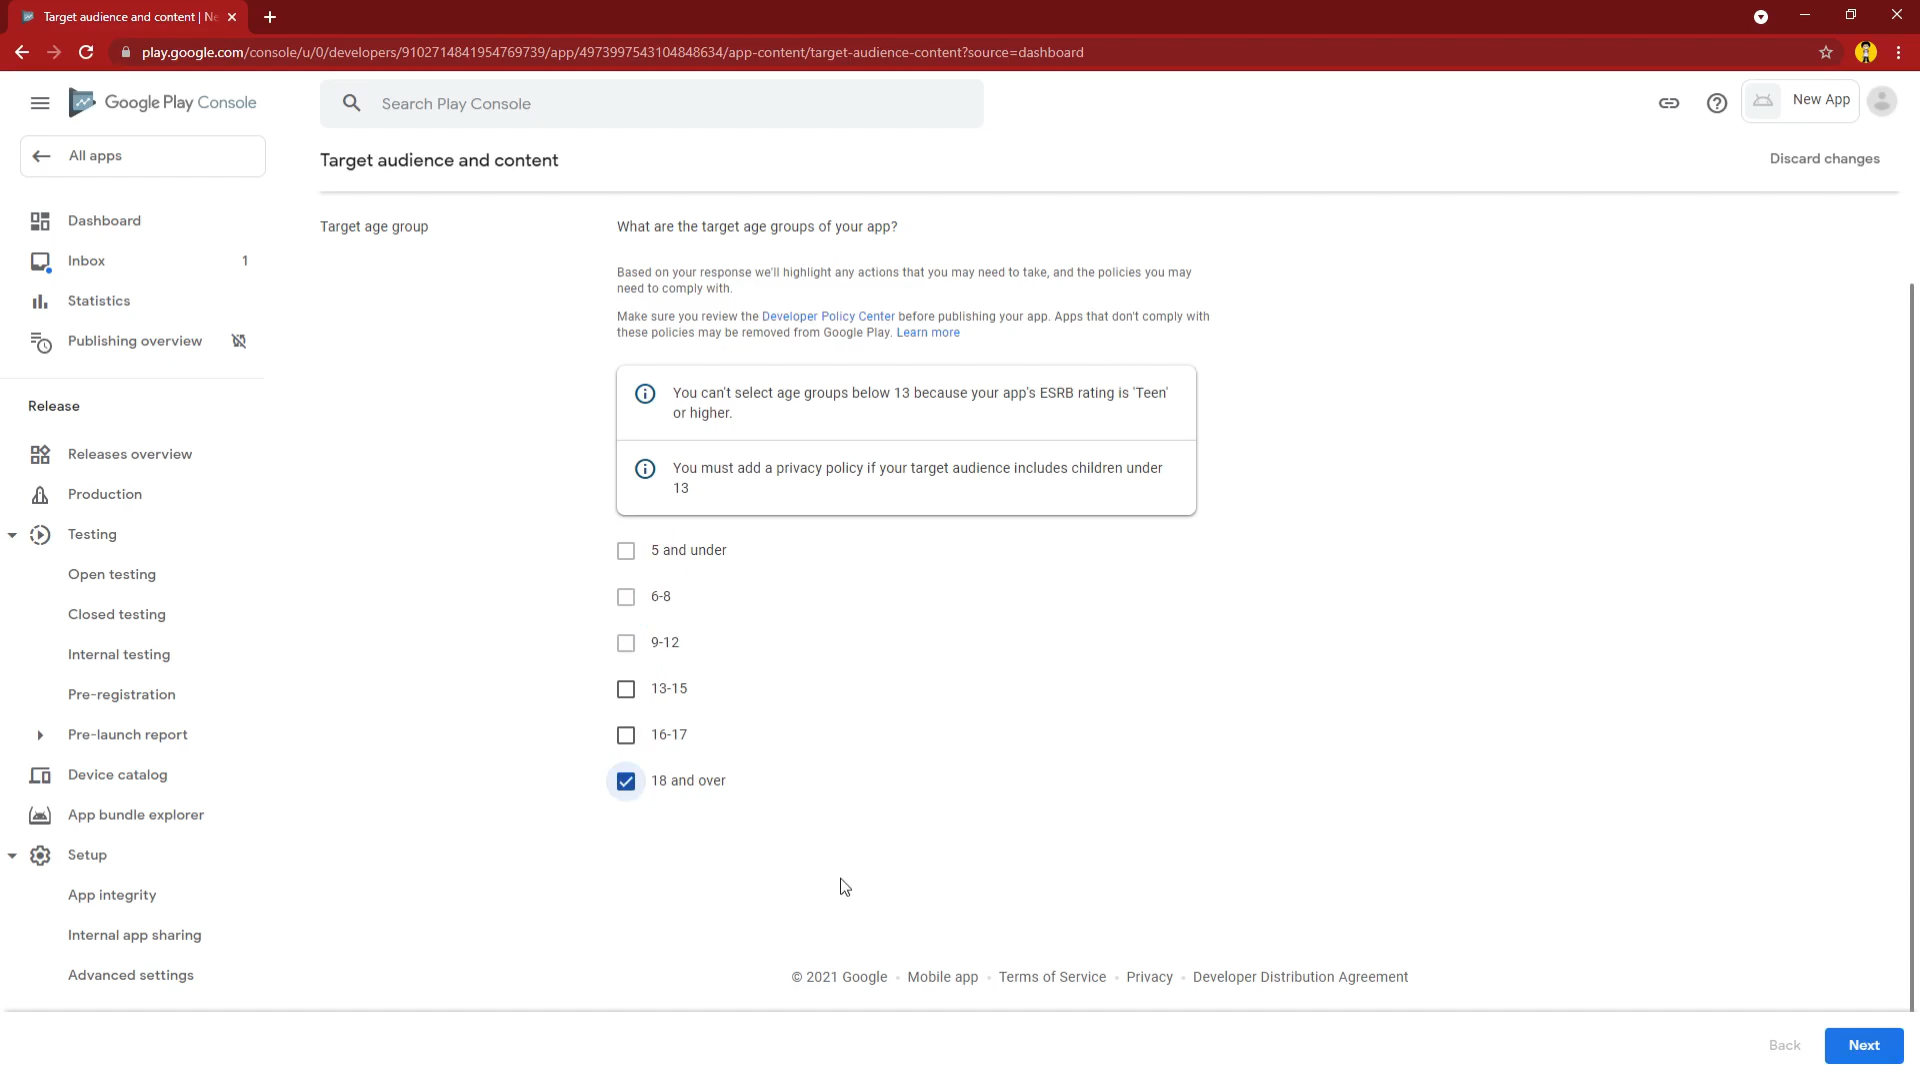 Target audience and content | Ne
play.google.com/console/u/0/developers/9102714841954769739/app/4973997543104848634/app-content/target-audience-content?source=dashboard
Google Play Console
Search Play Console
New App
All apps
Target audience and content
Discard changes
Dashboard
Inbox 1
Statistics
Publishing overview
Release
Releases overview
Production
Testing
Open testing
Closed testing
Internal testing
Pre-registration
Pre-launch report
Device catalog
App bundle explorer
Setup
App integrity
Internal app sharing
Advanced settings
Target age group
What are the target age groups of your app?
Based on your response we'll highlight any actions that you may need to take, and the policies you may
need to comply with.
Make sure you review the Developer Policy Center before publishing your app. Apps that don't comply with
these policies may be removed from Google Play. Learn more
You can't select age groups below 13 because your app's ESRB rating is 'Teen'
or higher.
You must add a privacy policy if your target audience includes children under
13
5 and under
6-8
9-12
13-15
16-17
18 and over
© 2021 Google · Mobile app · Terms of Service · Privacy · Developer Distribution Agreement
Back
Next